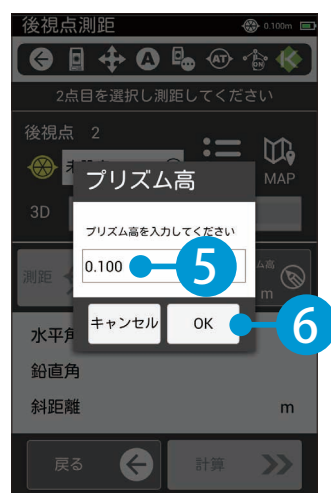 後視点測距 0.100m
A AT ON
2点目を選択し測距してください
後視点 2
MAP
3D
プリズム高
プリズム高を入力してください
0.100 5
測距 高
m
キャンセル OK 6
水平角
鉛直角
斜距離 m
戻る 計算